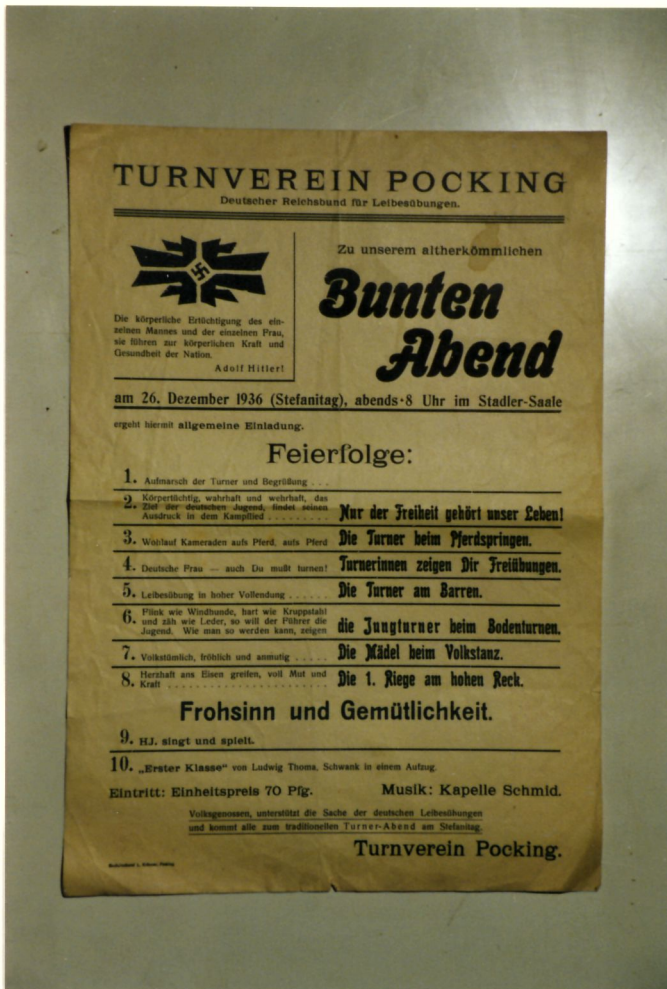 TURNVEREIN POCKING
Deutscher Reichsbund für Leibesübungen.
Die körperliche Ertüchtigung des ein-
zelnen Mannes und der einzelnen Frau,
sie führen zur körperlichen Kraft und
Gesundheit der Nation.
Adolf Hitler!
Zu unserem altherkömmlichen
Bunten
Abend
am 26. Dezember 1936 (Stefanitag), abends 8 Uhr im Stadler-Saale
ergeht hiermit allgemeine Einladung.
Feierfolge:
1. Aufmarsch der Turner und Begrüßung . . .
2. Körpertüchtig, wahrhaft und wehrhaft, das
Ziel der deutschen Jugend, findet seinen
Ausdruck in dem Kampflied . . . . . . . . . Nur der Freiheit gehört unser Leben!
3. Wohlauf Kameraden aufs Pferd, aufs Pferd Die Turner beim Pferdspringen.
4. Deutsche Frau — auch Du mußt turnen! Turnerinnen zeigen Dir Freiübungen.
5. Leibesübung in hoher Vollendung . . . . . . Die Turner am Barren.
6. Flink wie Windhunde, hart wie Kruppstahl
und zäh wie Leder, so will der Führer die
Jugend. Wie man so werden kann, zeigen die Jungturner beim Bodenturnen.
7. Volkstümlich, fröhlich und anmutig . . . . . Die Mädel beim Volkstanz.
8. Herzhaft ans Eisen greifen, voll Mut und
Kraft . . . . . . . . . . . . . . . . . . . . . Die 1. Riege am hohen Reck.
Frohsinn und Gemütlichkeit.
9. HJ. singt und spielt.
10. „Erster Klasse“ von Ludwig Thoma, Schwank in einem Aufzug.
Eintritt: Einheitspreis 70 Pfg. Musik: Kapelle Schmid.
Volksgenossen, unterstützt die Sache der deutschen Leibesübungen
und kommt alle zum traditionellen Turner-Abend am Stefanitag.
Turnverein Pocking.